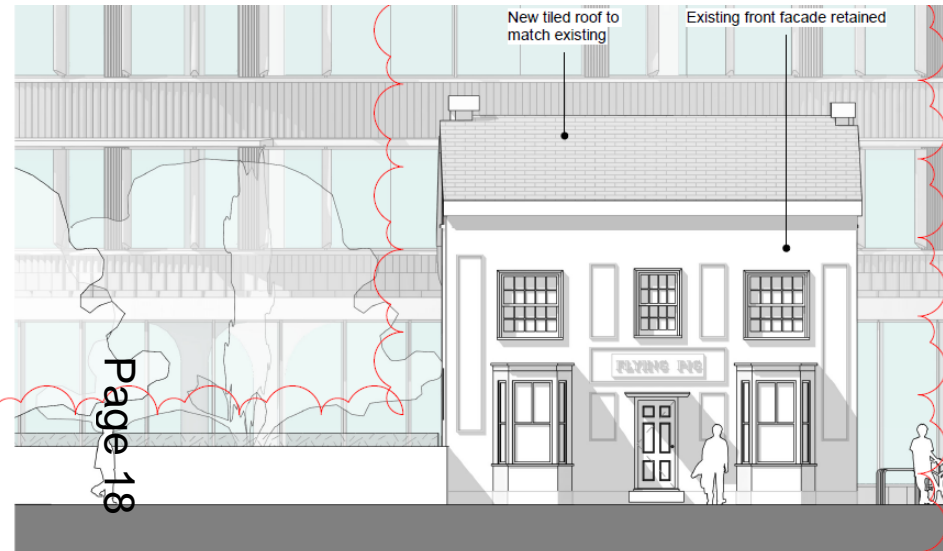 New tiled roof to
match existing
Existing front facade retained
FLYING PIG
Page 18